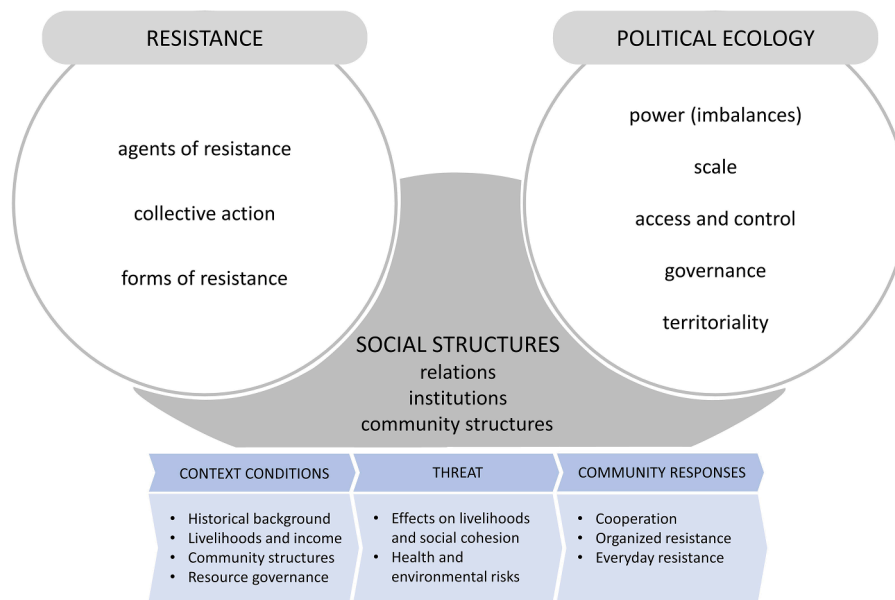 RESISTANCE
agents of resistance
collective action
forms of resistance
POLITICAL ECOLOGY
power (imbalances)
scale
access and control
governance
territoriality
SOCIAL STRUCTURES
relations
institutions
community structures
CONTEXT CONDITIONS
• Historical background
• Livelihoods and income
• Community structures
• Resource governance
THREAT
• Effects on livelihoods
and social cohesion
• Health and
environmental risks
COMMUNITY RESPONSES
• Cooperation
• Organized resistance
• Everyday resistance